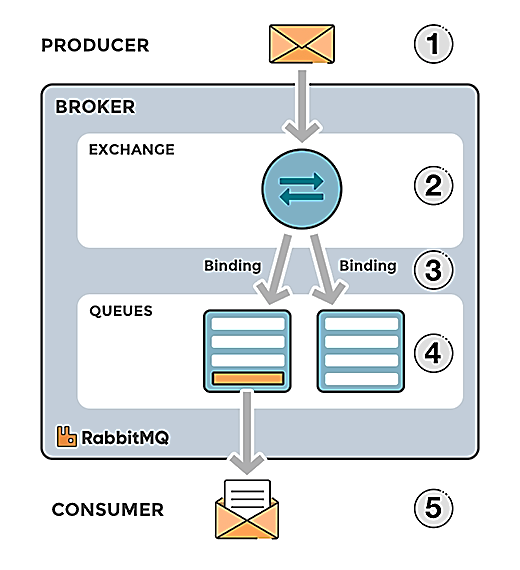 PRODUCER
1
BROKER
EXCHANGE
2
Binding
Binding
3
QUEUES
4
RabbitMQ
CONSUMER
5